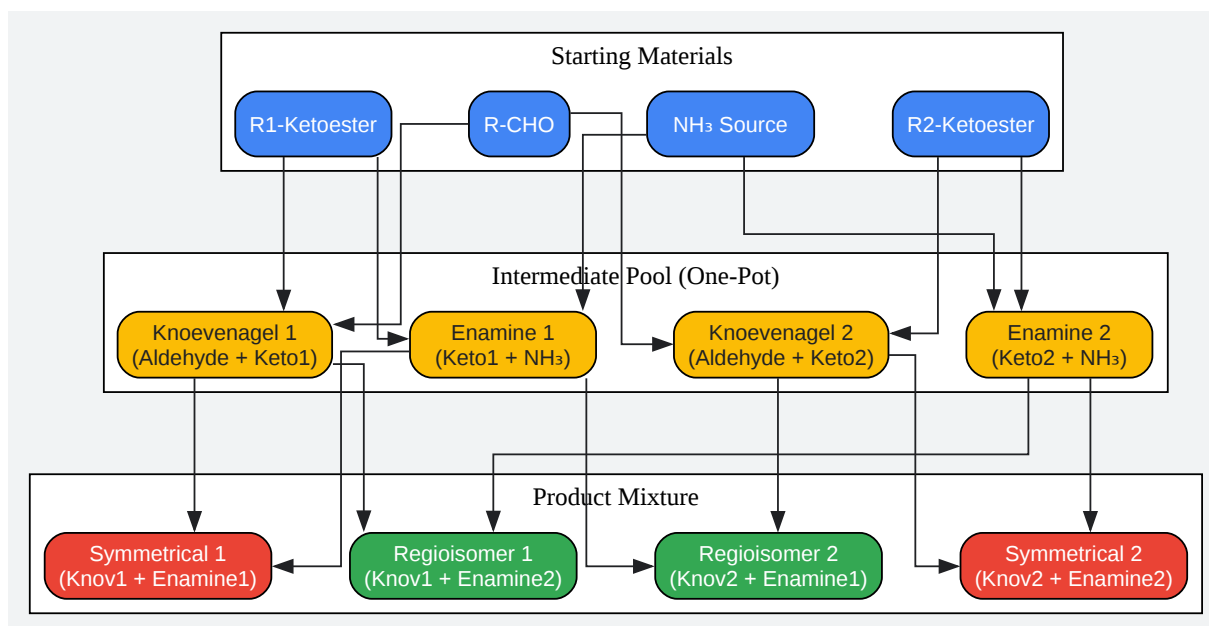 Starting Materials
R1-Ketoester
R-CHO
NH₃ Source
R2-Ketoester
Intermediate Pool (One-Pot)
Knoevenagel 1
(Aldehyde + Keto1)
Enamine 1
(Keto1 + NH₃)
Knoevenagel 2
(Aldehyde + Keto2)
Enamine 2
(Keto2 + NH₃)
Product Mixture
Symmetrical 1
(Knov1 + Enamine1)
Regioisomer 1
(Knov1 + Enamine2)
Regioisomer 2
(Knov2 + Enamine1)
Symmetrical 2
(Knov2 + Enamine2)